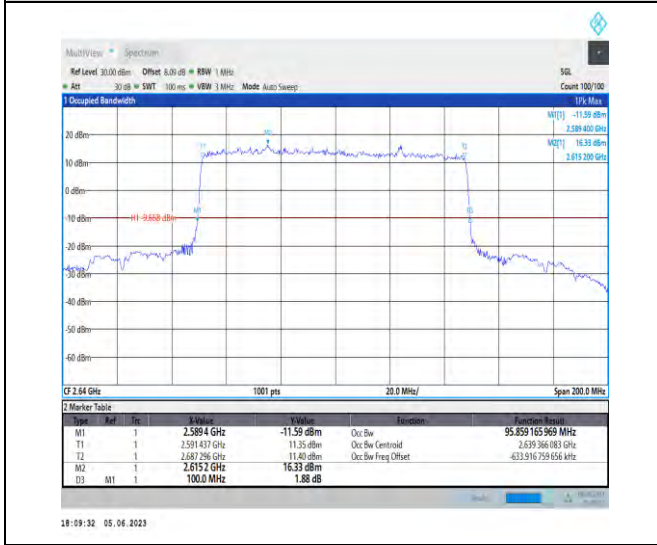 MultiView Spectrum
Ref Level 30.00 dBm Offset 8.09 dB RBW 1 MHz SGL
Att 30 dB SWT 100 ms VBW 3 MHz Mode Auto Sweep Count 100/100
1 Occupied Bandwidth 1Pk Max
M1[1] -11.59 dBm
2.589 400 GHz
M2[1] 16.33 dBm
2.615 200 GHz
20 dBm
M2
T1 T2
10 dBm
0 dBm
M1
-10 dBm H1 -9.668 dBm
-20 dBm
-30 dBm
-40 dBm
-50 dBm
-60 dBm
CF 2.64 GHz 1001 pts 20.0 MHz/ Span 200.0 MHz
2 Marker Table
Type Ref Trc X-Value Y-Value Function Function Result
M1 1 2.589 4 GHz -11.59 dBm Occ Bw 95.859 165 969 MHz
T1 1 2.591 437 GHz 11.35 dBm Occ Bw Centroid 2.639 366 083 GHz
T2 1 2.687 296 GHz 11.40 dBm Occ Bw Freq Offset -633.916 759 656 kHz
M2 1 2.615 2 GHz 16.33 dBm
D3 M1 1 100.0 MHz 1.88 dB
18:09:32 05.06.2023